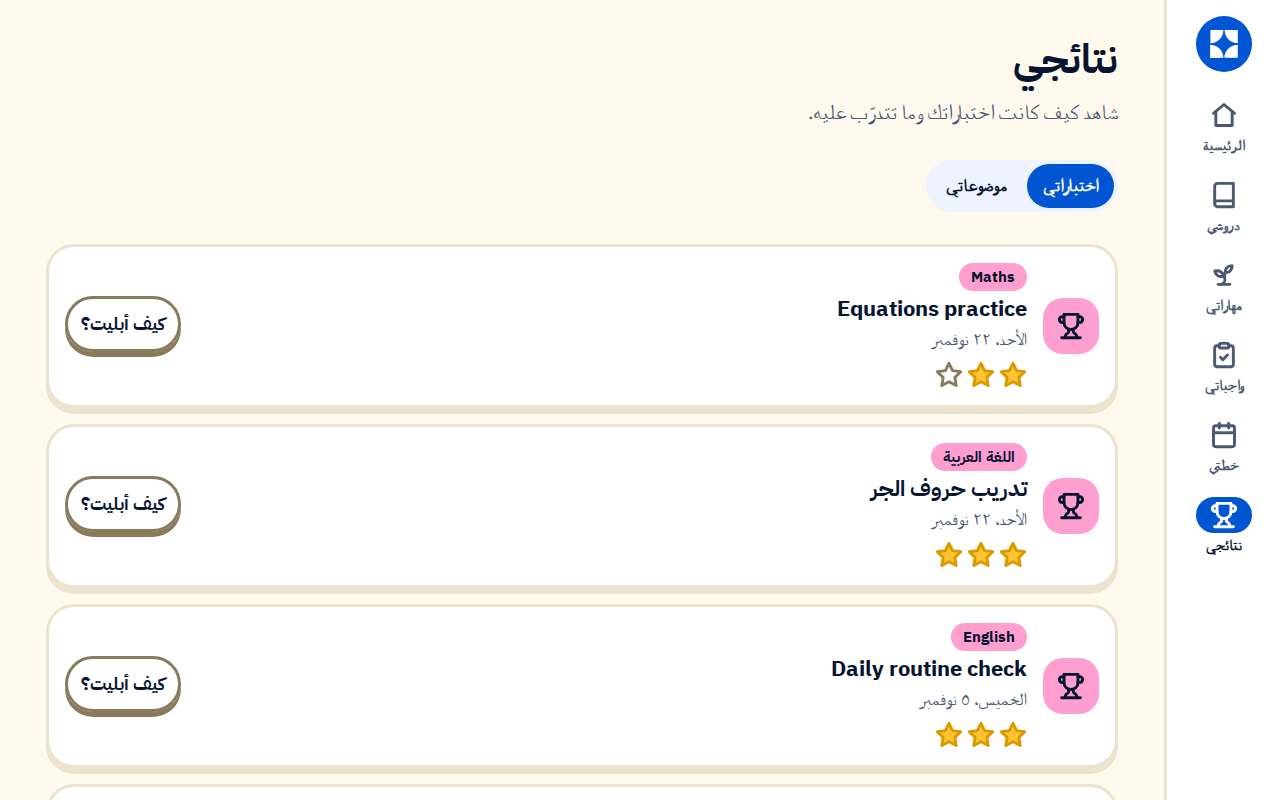 نتائجي
شاهد كيف كانت اختباراتك وما تتدرّب عليه.
اختباراتي
موضوعاتي
Maths
Equations practice
الأحد، ٢٢ نوفمبر
كيف أبليت؟
اللغة العربية
تدريب حروف الجر
الأحد، ٢٢ نوفمبر
كيف أبليت؟
English
Daily routine check
الخميس، ٥ نوفمبر
كيف أبليت؟
الرئيسية
دروسي
مهاراتي
واجباتي
خطتي
نتائجي